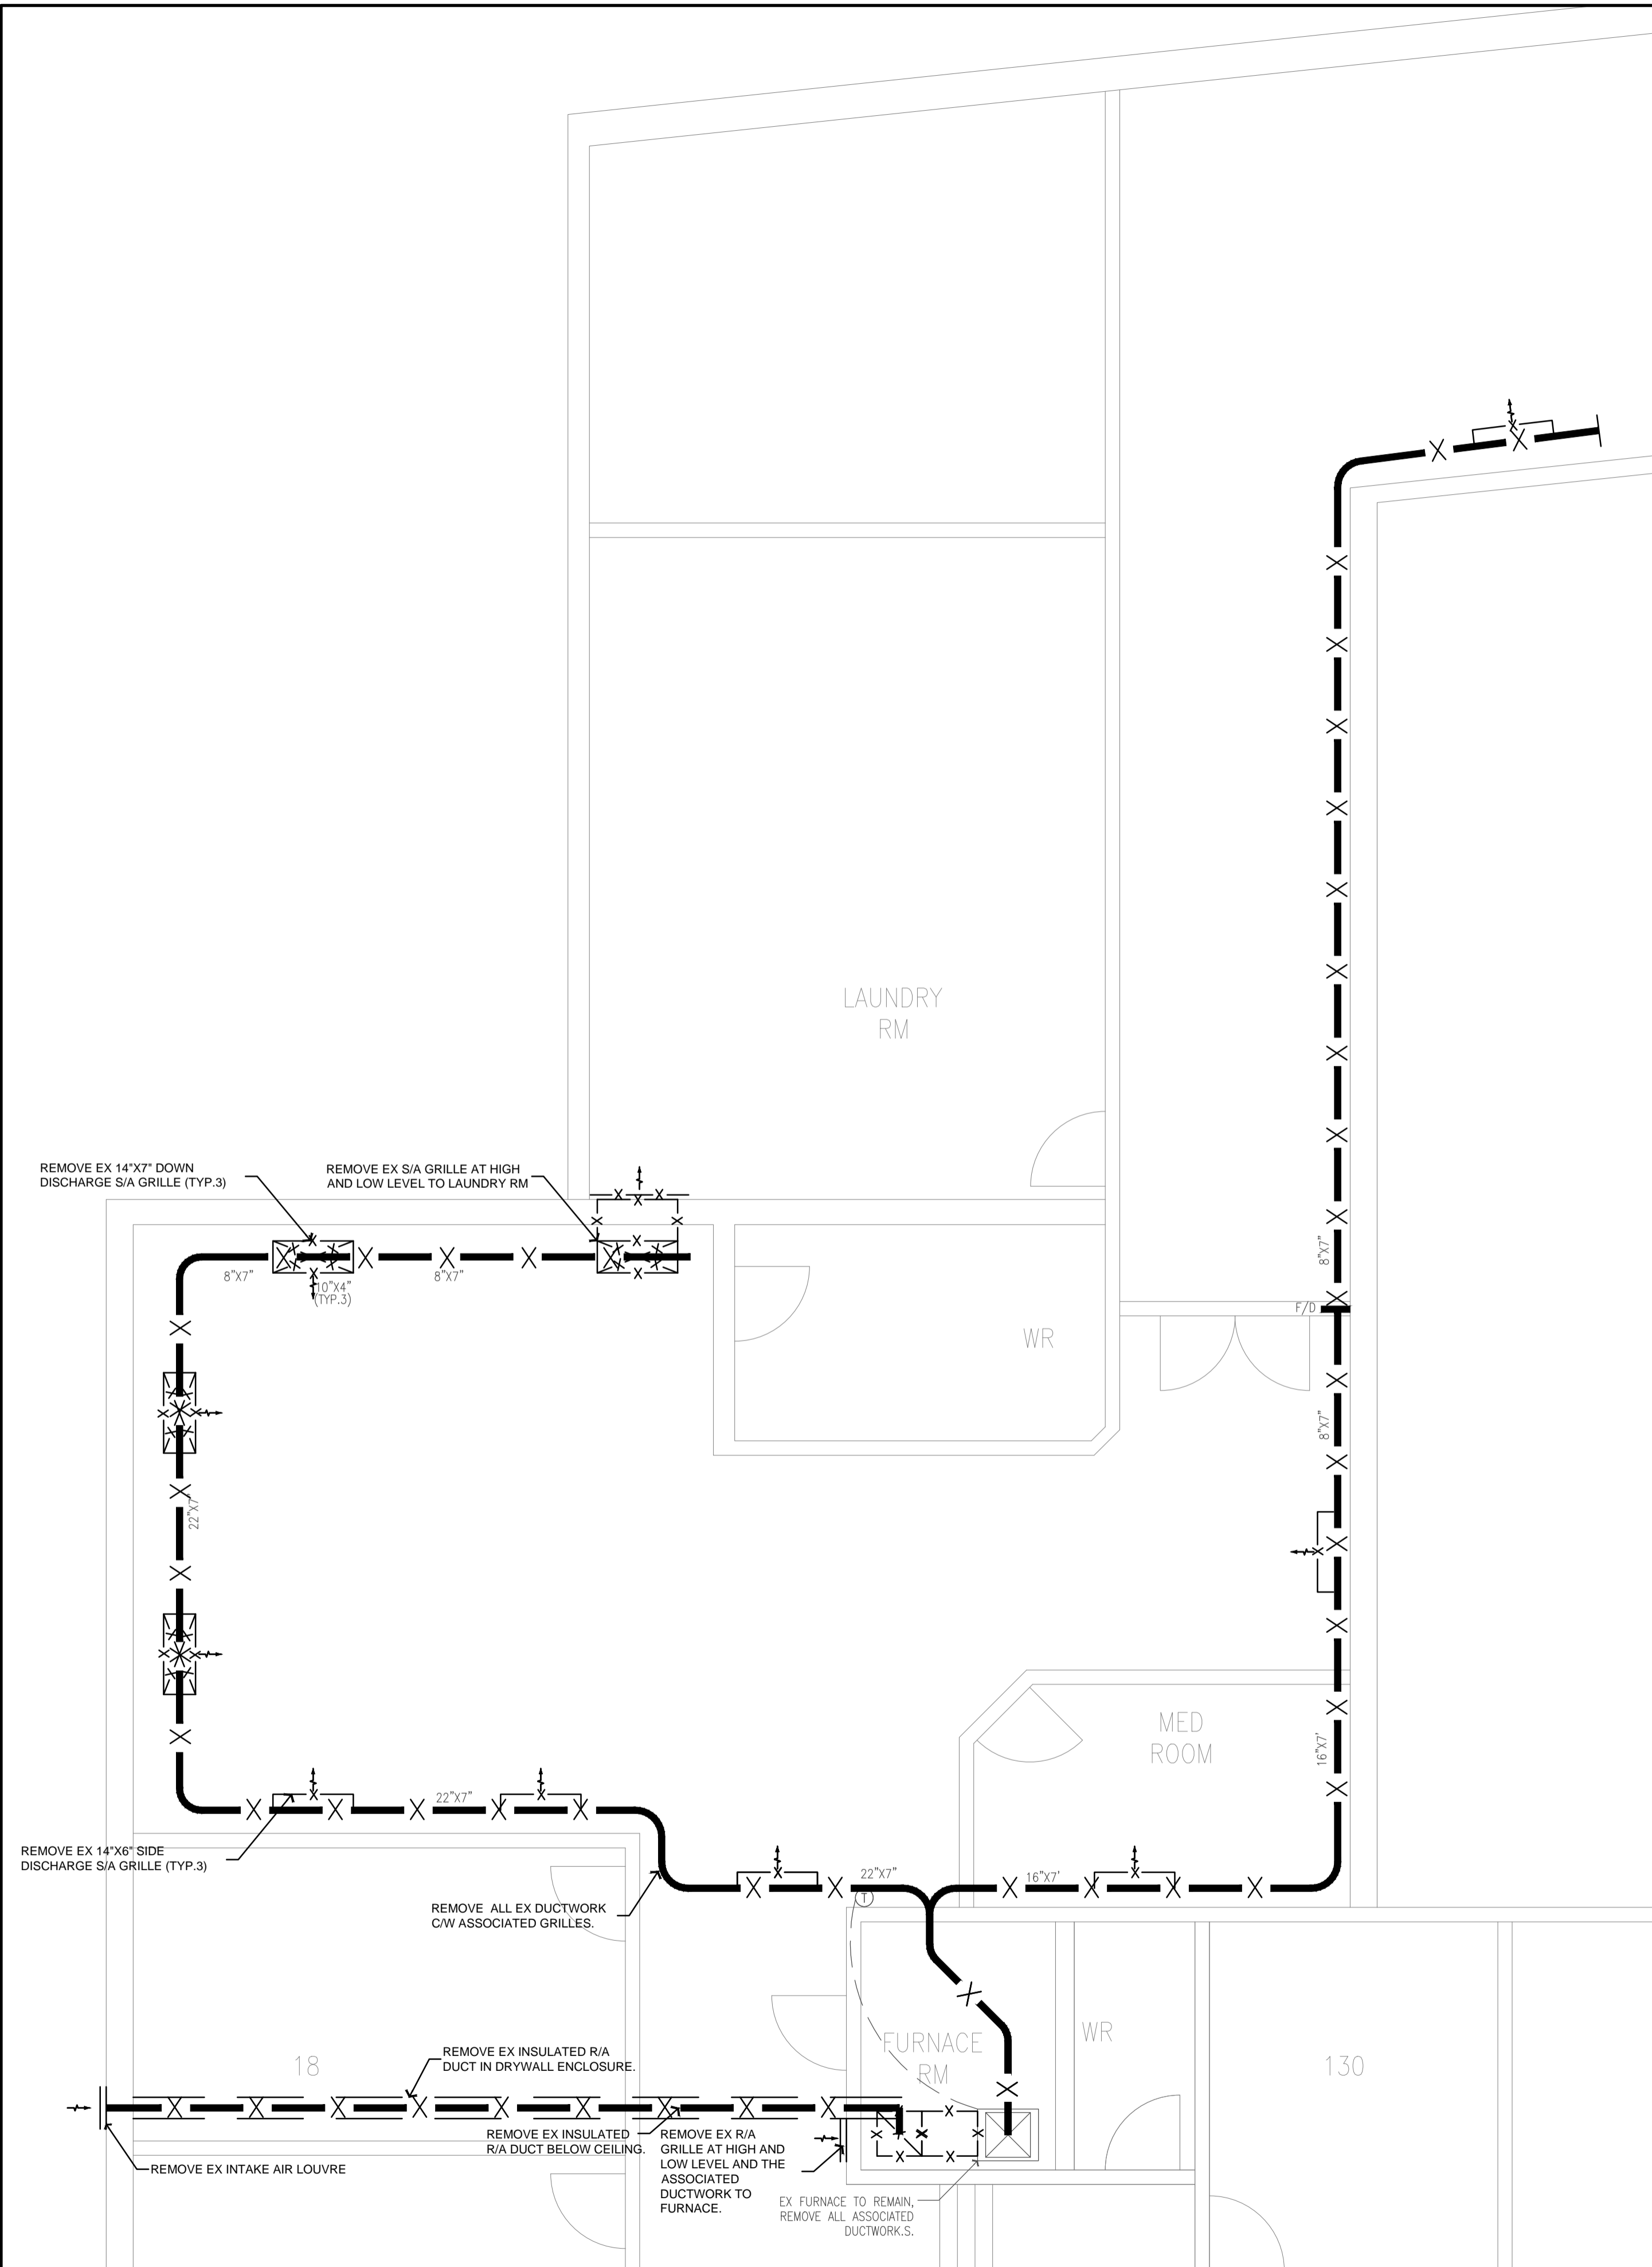 LAUNDRY
RM
REMOVE EX 14"X7" DOWN
DISCHARGE S/A GRILLE (TYP.3)
REMOVE EX S/A GRILLE AT HIGH
AND LOW LEVEL TO LAUNDRY RM
8"X7"
10"X4"
(TYP.3)
8"X7"
8"X7"
F/D
WR
8"X7"
22"X7"
MED
ROOM
16"X7'
22"X7"
REMOVE EX 14"X6" SIDE
DISCHARGE S/A GRILLE (TYP.3)
22"X7"
16"X7'
T
REMOVE ALL EX DUCTWORK
C/W ASSOCIATED GRILLES.
FURNACE
RM
WR
18
130
REMOVE EX INSULATED R/A
DUCT IN DRYWALL ENCLOSURE.
REMOVE EX INSULATED
R/A DUCT BELOW CEILING.
REMOVE EX R/A
GRILLE AT HIGH AND
LOW LEVEL AND THE
ASSOCIATED
DUCTWORK TO
FURNACE.
REMOVE EX INTAKE AIR LOUVRE
EX FURNACE TO REMAIN,
REMOVE ALL ASSOCIATED
DUCTWORK.S.